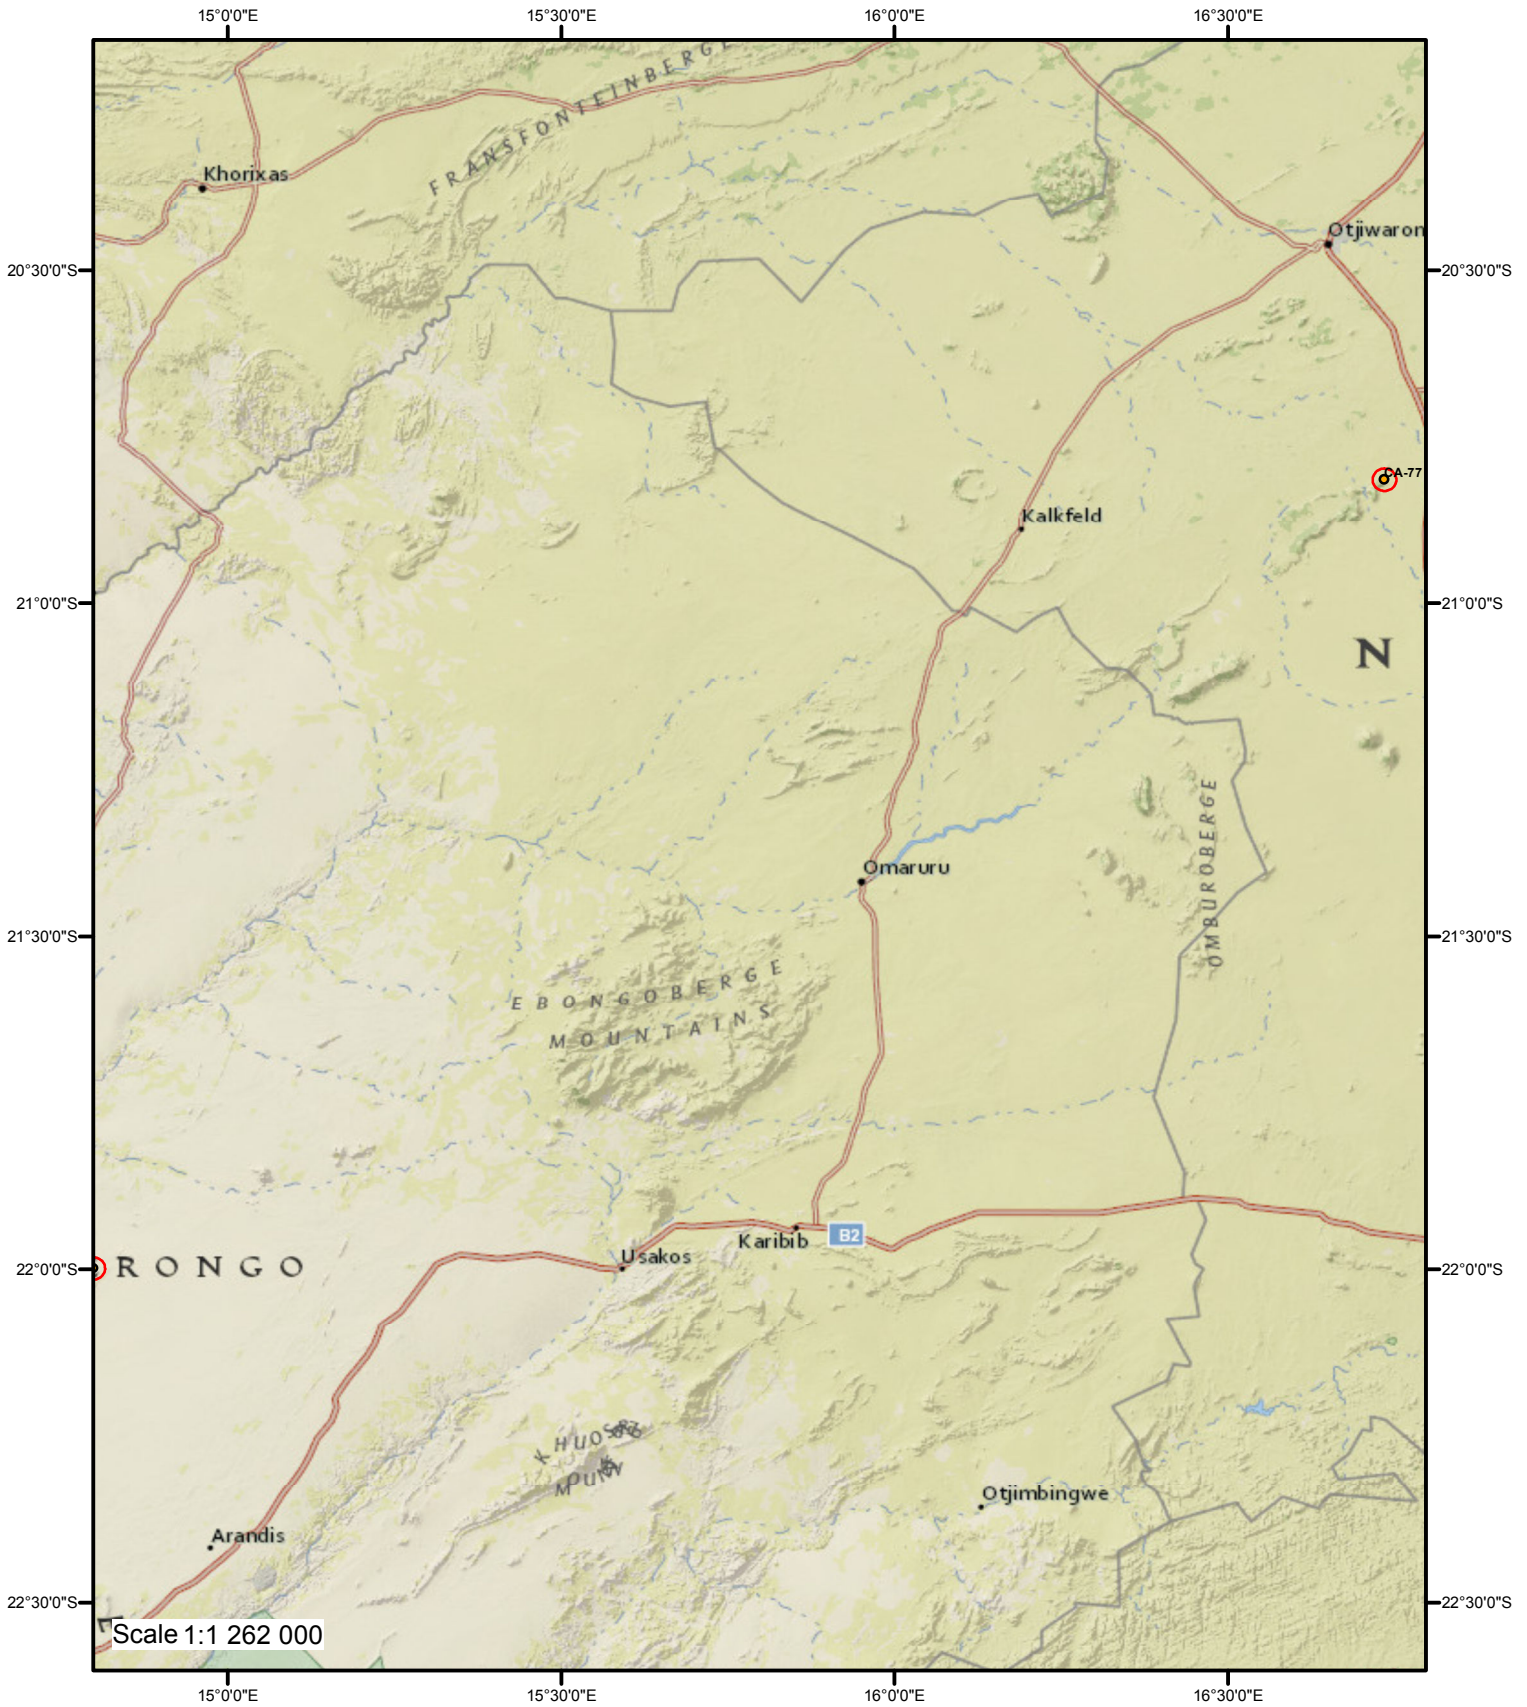 15°0'0"E 15°30'0"E 16°0'0"E 16°30'0"E
FRANSFONTEINBERGE
Khorixas
Otjiwaron
20°30'0"S 20°30'0"S
CA-77
Kalkfeld
21°0'0"S 21°0'0"S
N
OMBUROBERGE
Omaruru
21°30'0"S 21°30'0"S
EBONGOBERGE
MOUNTAINS
B2
Karibib
Usakos
22°0'0"S RONGO 22°0'0"S
Otjimbingwe
Arandis
22°30'0"S 22°30'0"S
E
Scale 1:1 262 000
15°0'0"E 15°30'0"E 16°0'0"E 16°30'0"E